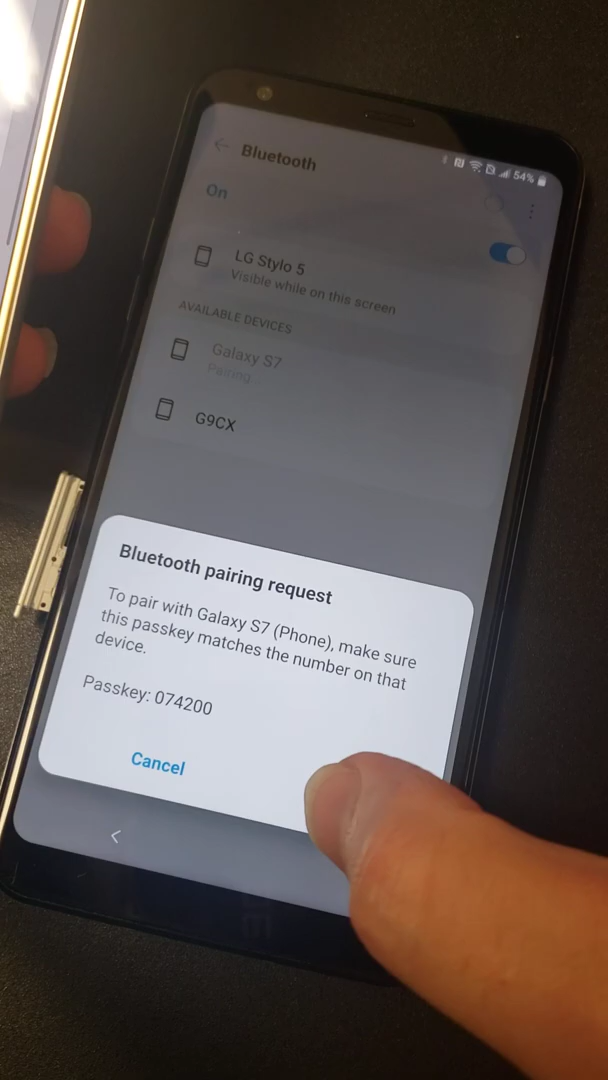 Bluetooth
54%
On
LG Stylo 5
Visible while on this screen
AVAILABLE DEVICES
Galaxy S7
Pairing
G9CX
Bluetooth pairing request
To pair with Galaxy S7 (Phone), make sure
this passkey matches the number on that
device.
Passkey: 074200
Cancel